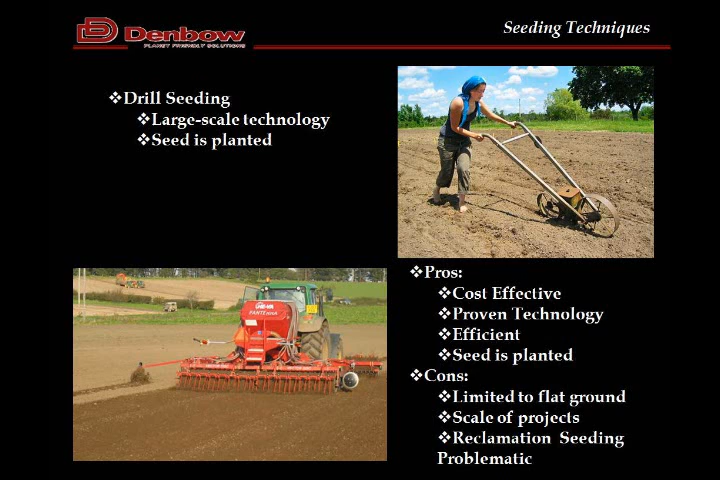 Denbow
PLANET FRIENDLY SOLUTIONS
Seeding Techniques
❖Drill Seeding
❖Large-scale technology
❖Seed is planted
❖Pros:
❖Cost Effective
❖Proven Technology
❖Efficient
❖Seed is planted
❖Cons:
❖Limited to flat ground
❖Scale of projects
❖Reclamation Seeding
Problematic